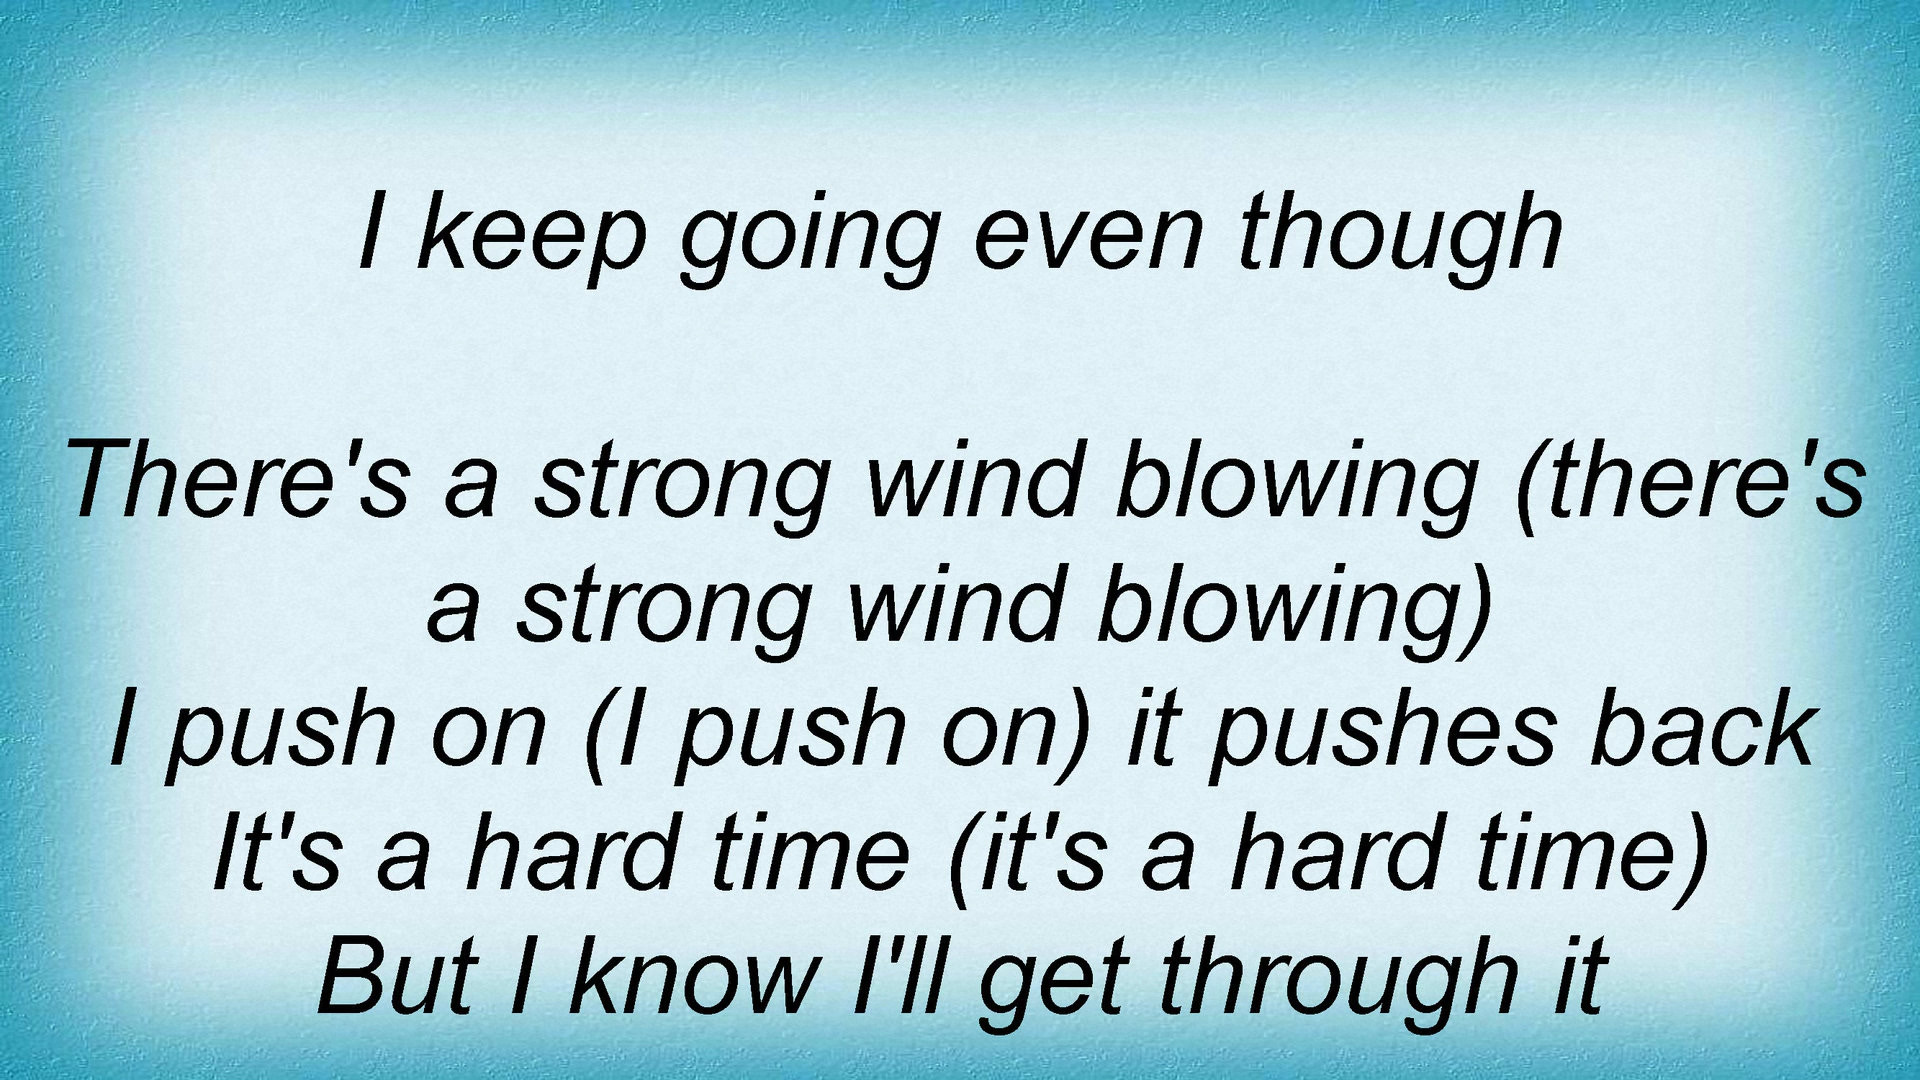 I keep going even though
There's a strong wind blowing (there's
a strong wind blowing)
I push on (I push on) it pushes back
It's a hard time (it's a hard time)
But I know I'll get through it